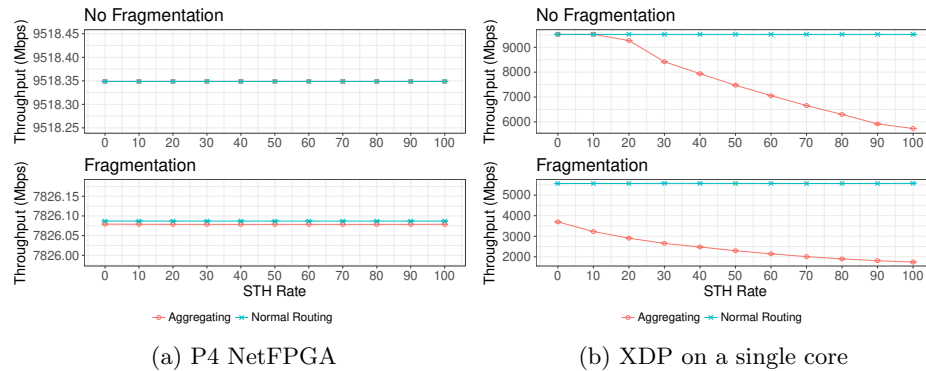 No Fragmentation
Throughput (Mbps)
9518.45
9518.40
9518.35
9518.30
9518.25
0 10 20 30 40 50 60 70 80 90 100
Fragmentation
Throughput (Mbps)
7826.15
7826.10
7826.05
7826.00
0 10 20 30 40 50 60 70 80 90 100
STH Rate
Aggregating Normal Routing
(a) P4 NetFPGA
No Fragmentation
Throughput (Mbps)
9000
8000
7000
6000
0 10 20 30 40 50 60 70 80 90 100
Fragmentation
Throughput (Mbps)
5000
4000
3000
2000
0 10 20 30 40 50 60 70 80 90 100
STH Rate
Aggregating Normal Routing
(b) XDP on a single core